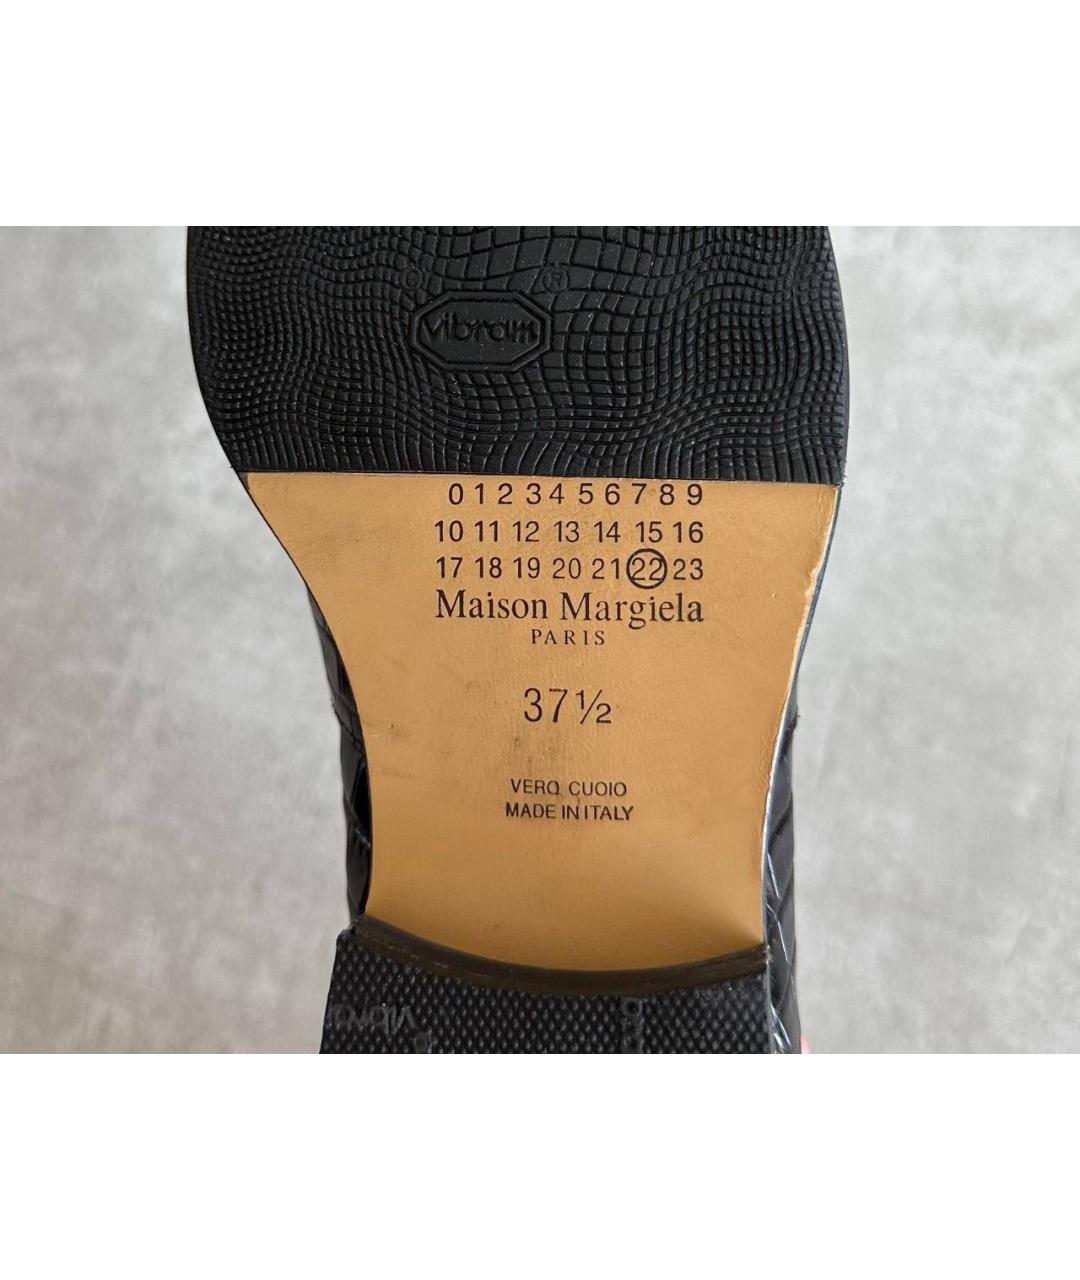 vibram
0 1 2 3 4 5 6 7 8 9
10 11 12 13 14 15 16
17 18 19 20 21 22 23
Maison Margiela
PARIS
37½
VERO CUOIO
MADE IN ITALY